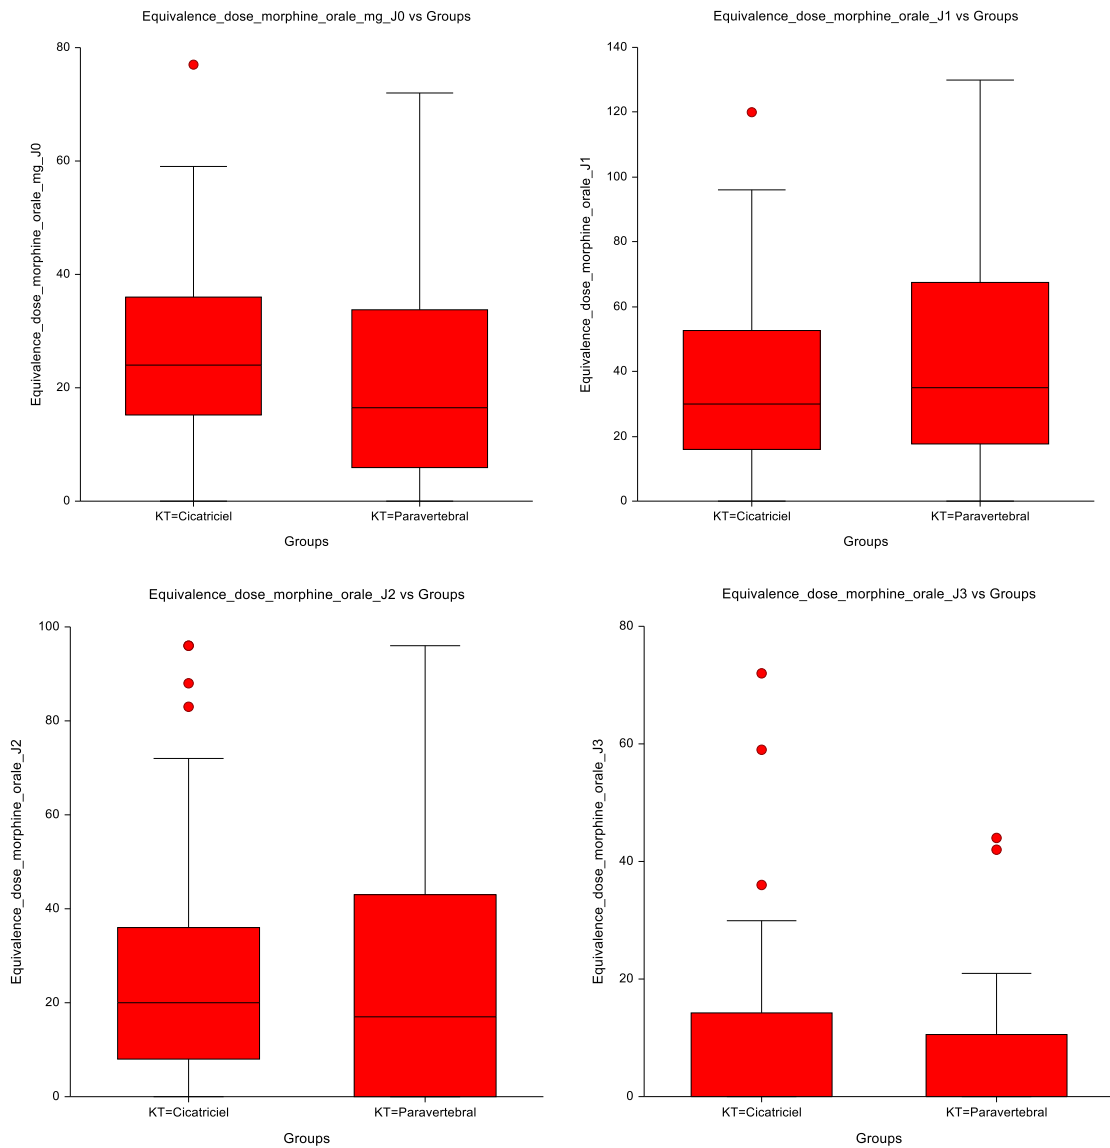 Equivalence_dose_morphine_orale_mg_J0 vs Groups
Equivalence_dose_morphine_orale_mg_J0
80
60
40
20
0
KT=Cicatriciel
KT=Paravertebral
Groups
Equivalence_dose_morphine_orale_J1 vs Groups
Equivalence_dose_morphine_orale_J1
140
120
100
80
60
40
20
0
KT=Cicatriciel
KT=Paravertebral
Groups
Equivalence_dose_morphine_orale_J2 vs Groups
Equivalence_dose_morphine_orale_J2
100
80
60
40
20
0
KT=Cicatriciel
KT=Paravertebral
Groups
Equivalence_dose_morphine_orale_J3 vs Groups
Equivalence_dose_morphine_orale_J3
80
60
40
20
0
KT=Cicatriciel
KT=Paravertebral
Groups